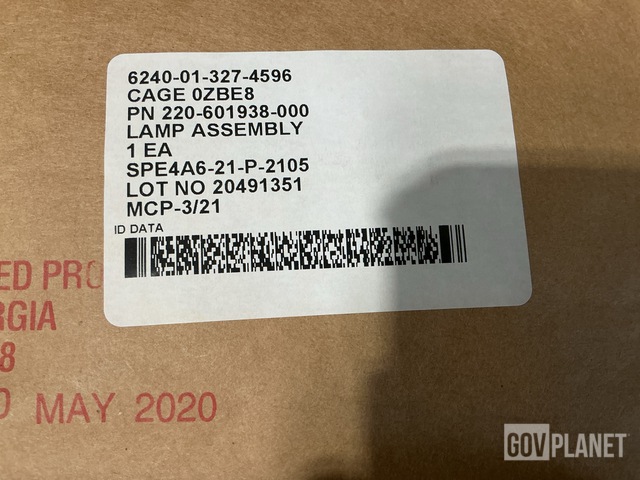 6240-01-327-4596
CAGE 0ZBE8
PN 220-601938-000
LAMP ASSEMBLY
1 EA
SPE4A6-21-P-2105
LOT NO 20491351
MCP-3/21
ID DATA
ED PRO
RGIA
8
D MAY 2020
GOVPLANET